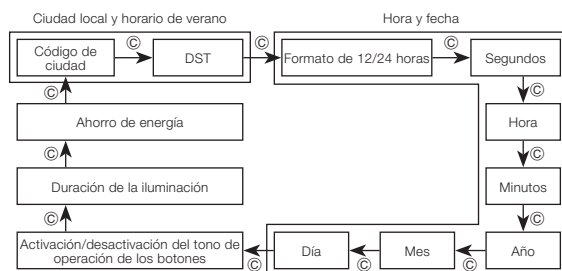 Ciudad local y horario de verano
Hora y fecha
Código de
ciudad
©
DST
©
Formato de 12/24 horas
©
Segundos
©
Hora
©
Minutos
©
Año
©
Mes
©
Día
©
Activación/desactivación del tono de
operación de los botones
©
Duración de la iluminación
©
Ahorro de energía
©